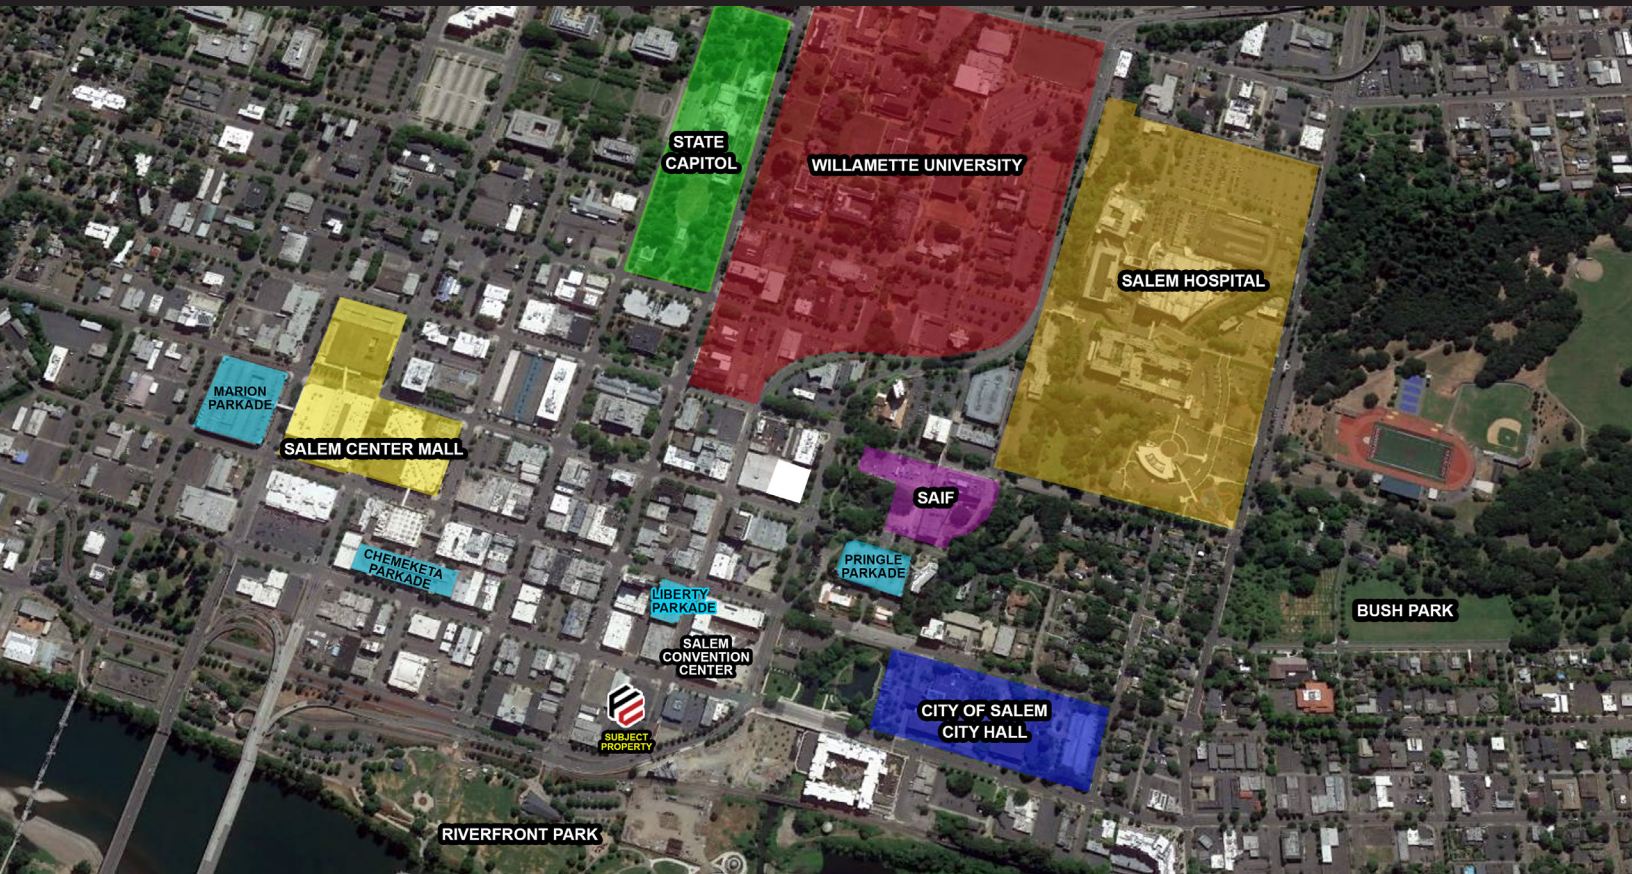 STATE
CAPITOL
WILLAMETTE UNIVERSITY
SALEM HOSPITAL
MARION
PARKADE
SALEM CENTER MALL
SAIF
CHEMEKETA
PARKADE
PRINGLE
PARKADE
LIBERTY
PARKADE
BUSH PARK
SALEM
CONVENTION
CENTER
CITY OF SALEM
CITY HALL
SUBJECT
PROPERTY
RIVERFRONT PARK